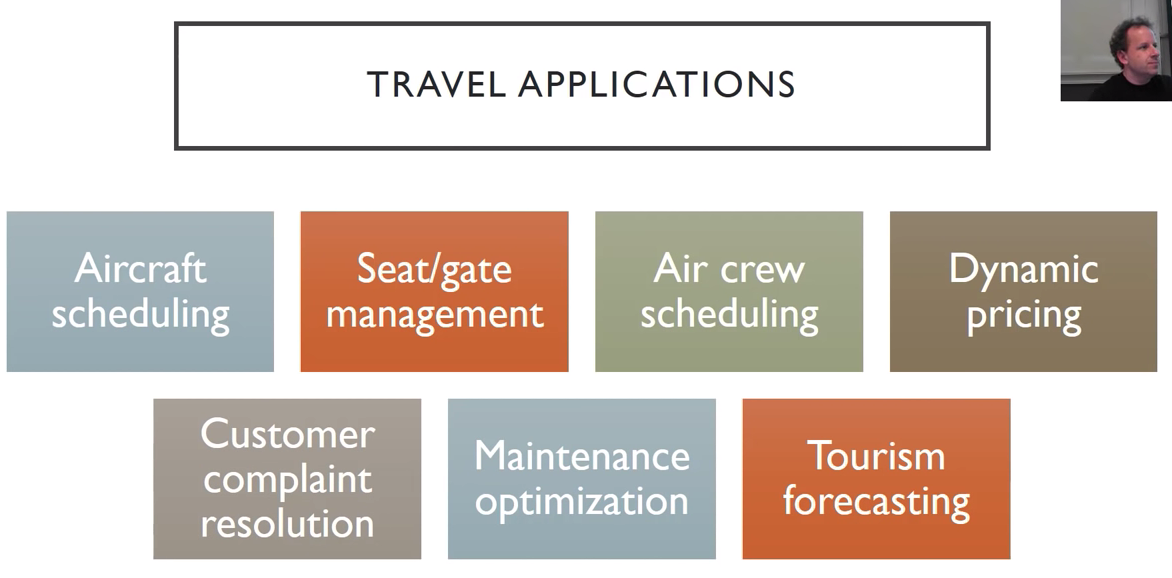 TRAVEL APPLICATIONS
Aircraft
scheduling
Seat/gate
management
Air crew
scheduling
Dynamic
pricing
Customer
complaint
resolution
Maintenance
optimization
Tourism
forecasting